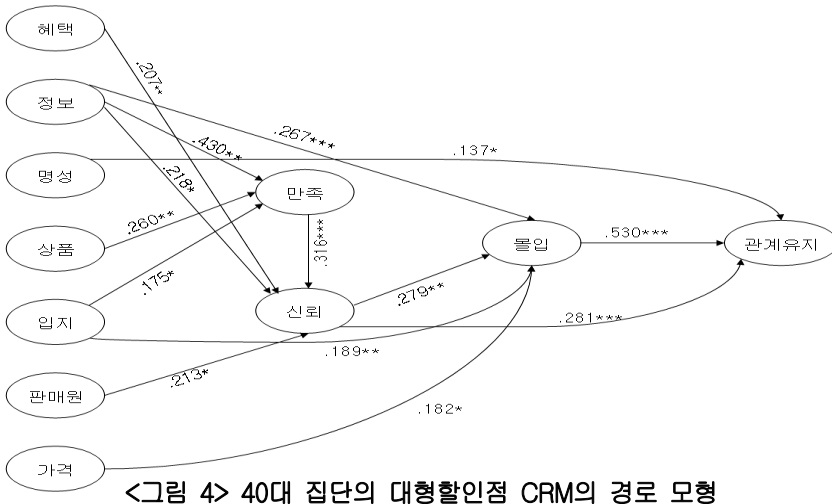 혜택
.207**
정보
.430**
.267***
.218*
명성
.137*
만족
상품
.260**
.316***
몰입
.530***
관계유지
.175*
신뢰
.279**
입지
.281***
.189**
판매원
.213*
.182*
가격
<그림 4> 40대 집단의 대형할인점 CRM의 경로 모형